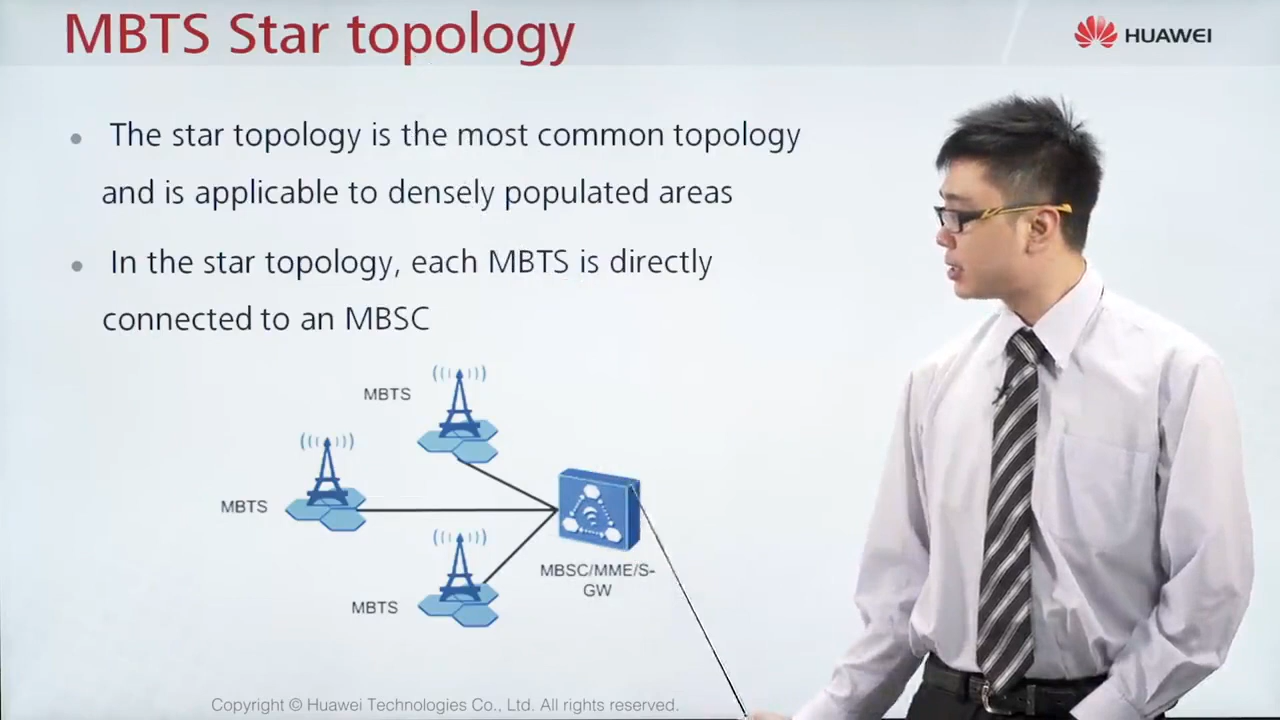 MBTS Star topology
HUAWEI
The star topology is the most common topology
and is applicable to densely populated areas
In the star topology, each MBTS is directly
connected to an MBSC
MBTS
MBTS
MBSC/MME/S-
GW
MBTS
Copyright © Huawei Technologies Co., Ltd. All rights reserved.